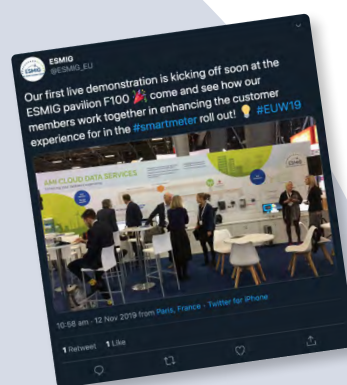 ESMIG
@ESMIG_EU
Our first live demonstration is kicking off soon at the
ESMIG pavilion F100 🎉 come and see how our
members work together in enhancing the customer
experience for in the #smartmeter roll out! 💡 #EUW19
AMI CLOUD DATA SERVICES
10:58 am · 12 Nov 2019 from Paris, France · Twitter for iPhone
1 Retweet 1 Like